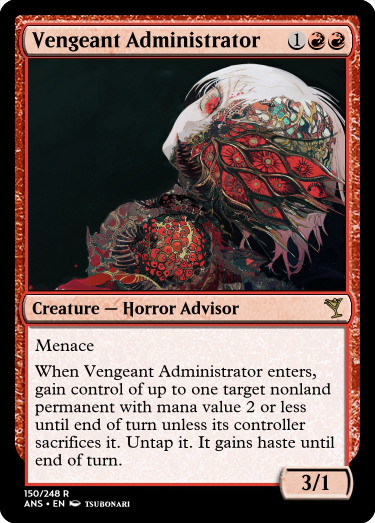 Vengeant Administrator 1
Creature — Horror Advisor
Menace
When Vengeant Administrator enters,
gain control of up to one target nonland
permanent with mana value 2 or less
until end of turn unless its controller
sacrifices it. Untap it. It gains haste until
end of turn.
3/1
150/248 R
ANS • EN TSUBONARI